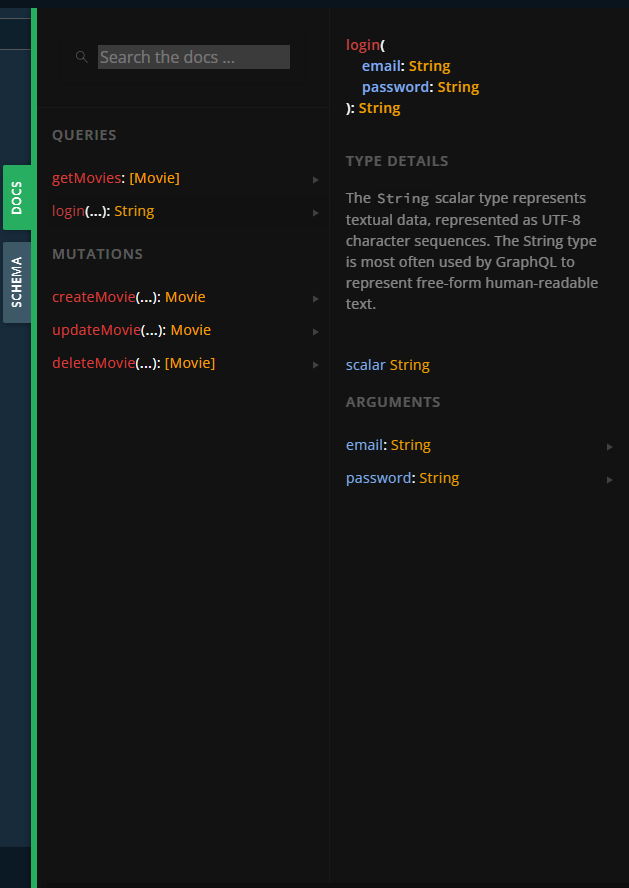 DOCS
SCHEMA
Search the docs ...
QUERIES
getMovies: [Movie]
login(...): String
MUTATIONS
createMovie(...): Movie
updateMovie(...): Movie
deleteMovie(...): [Movie]
login(
email: String
password: String
): String
TYPE DETAILS
The String scalar type represents
textual data, represented as UTF-8
character sequences. The String type
is most often used by GraphQL to
represent free-form human-readable
text.
scalar String
ARGUMENTS
email: String
password: String